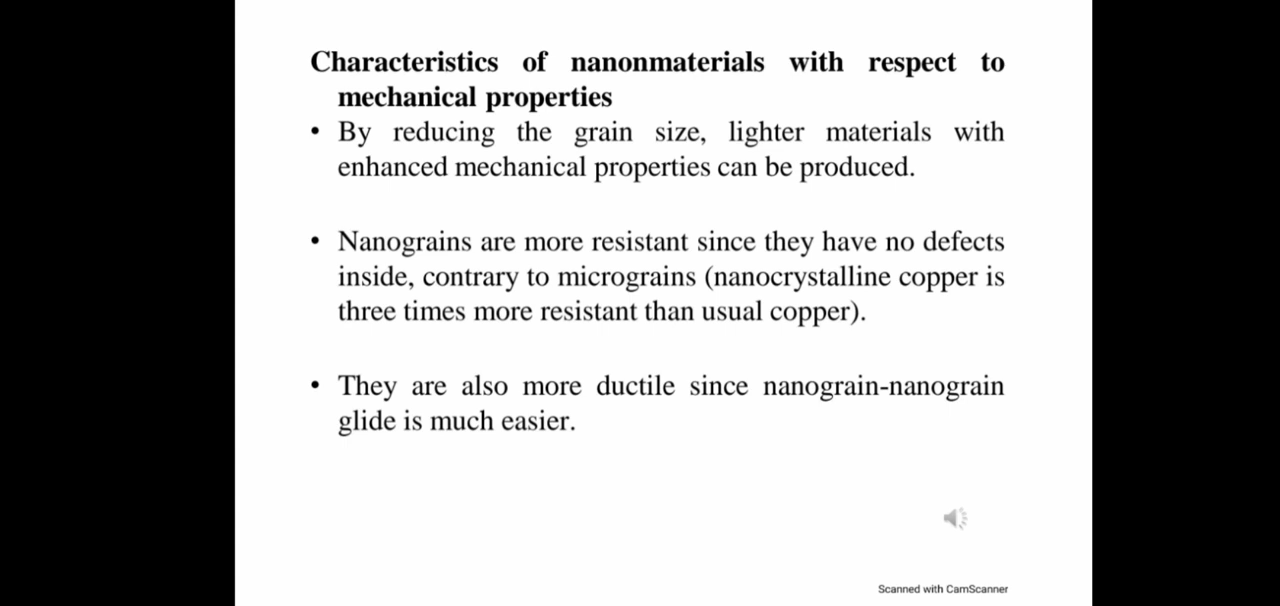 Characteristics of nanonmaterials with respect to
mechanical properties
• By reducing the grain size, lighter materials with
enhanced mechanical properties can be produced.
• Nanograins are more resistant since they have no defects
inside, contrary to micrograins (nanocrystalline copper is
three times more resistant than usual copper).
• They are also more ductile since nanograin-nanograin
glide is much easier.
Scanned with CamScanner